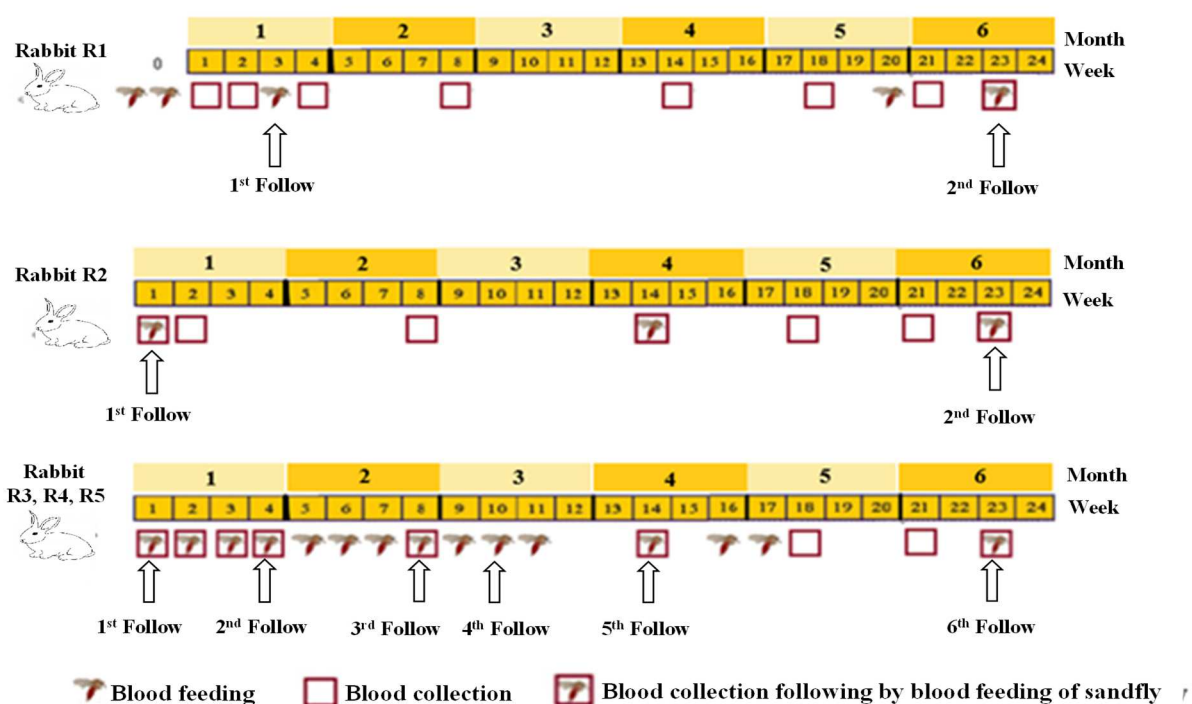 1 2 3 4 5 6 Month
Rabbit R1
0 1 2 3 4 5 6 7 8 9 10 11 12 13 14 15 16 17 18 19 20 21 22 23 24 Week
1st Follow 2nd Follow
1 2 3 4 5 6 Month
Rabbit R2
1 2 3 4 5 6 7 8 9 10 11 12 13 14 15 16 17 18 19 20 21 22 23 24 Week
1st Follow 2nd Follow
1 2 3 4 5 6 Month
Rabbit
R3, R4, R5
1 2 3 4 5 6 7 8 9 10 11 12 13 14 15 16 17 18 19 20 21 22 23 24 Week
1st Follow 2nd Follow 3rd Follow 4th Follow 5th Follow 6th Follow
Blood feeding Blood collection Blood collection following by blood feeding of sandfly